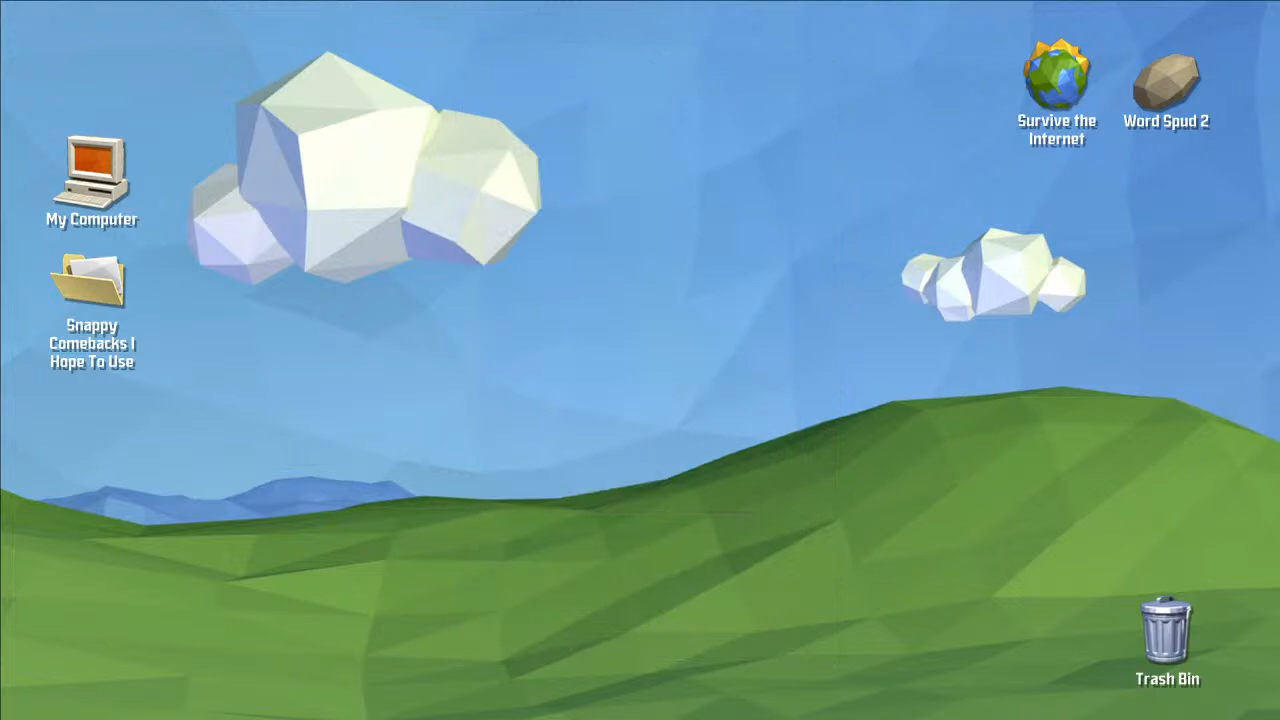 My Computer
Snappy
Comebacks I
Hope To Use
Survive the
Internet
Word Spud 2
Trash Bin